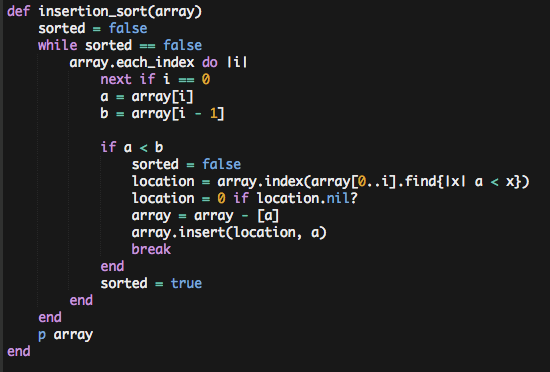 def insertion_sort(array)
    sorted = false
    while sorted == false
        array.each_index do |i|
            next if i == 0
            a = array[i]
            b = array[i - 1]

            if a < b
                sorted = false
                location = array.index(array[0..i].find{|x| a < x})
                location = 0 if location.nil?
                array = array - [a]
                array.insert(location, a)
                break
            end
            sorted = true
        end
    end
    p array
end